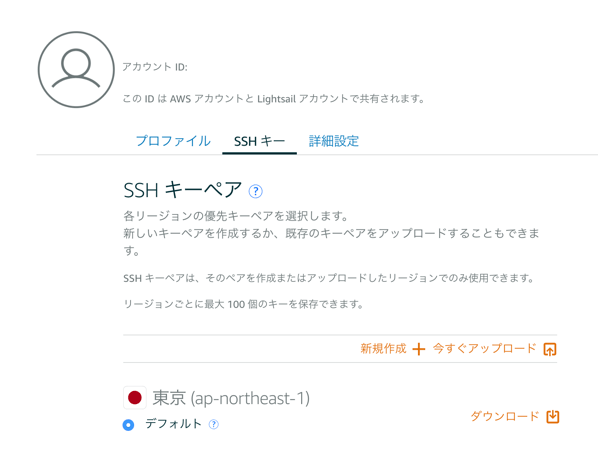 アカウント ID:
この ID は AWS アカウントと Lightsail アカウントで共有されます。
プロファイル SSH キー 詳細設定
SSH キーペア ?
各リージョンの優先キーペアを選択します。
新しいキーペアを作成するか、既存のキーペアをアップロードすることもできま
す。
SSH キーペアは、そのペアを作成またはアップロードしたリージョンでのみ使用できます。
リージョンごとに最大 100 個のキーを保存できます。
新規作成 + 今すぐアップロード
東京 (ap-northeast-1)
デフォルト ? ダウンロード